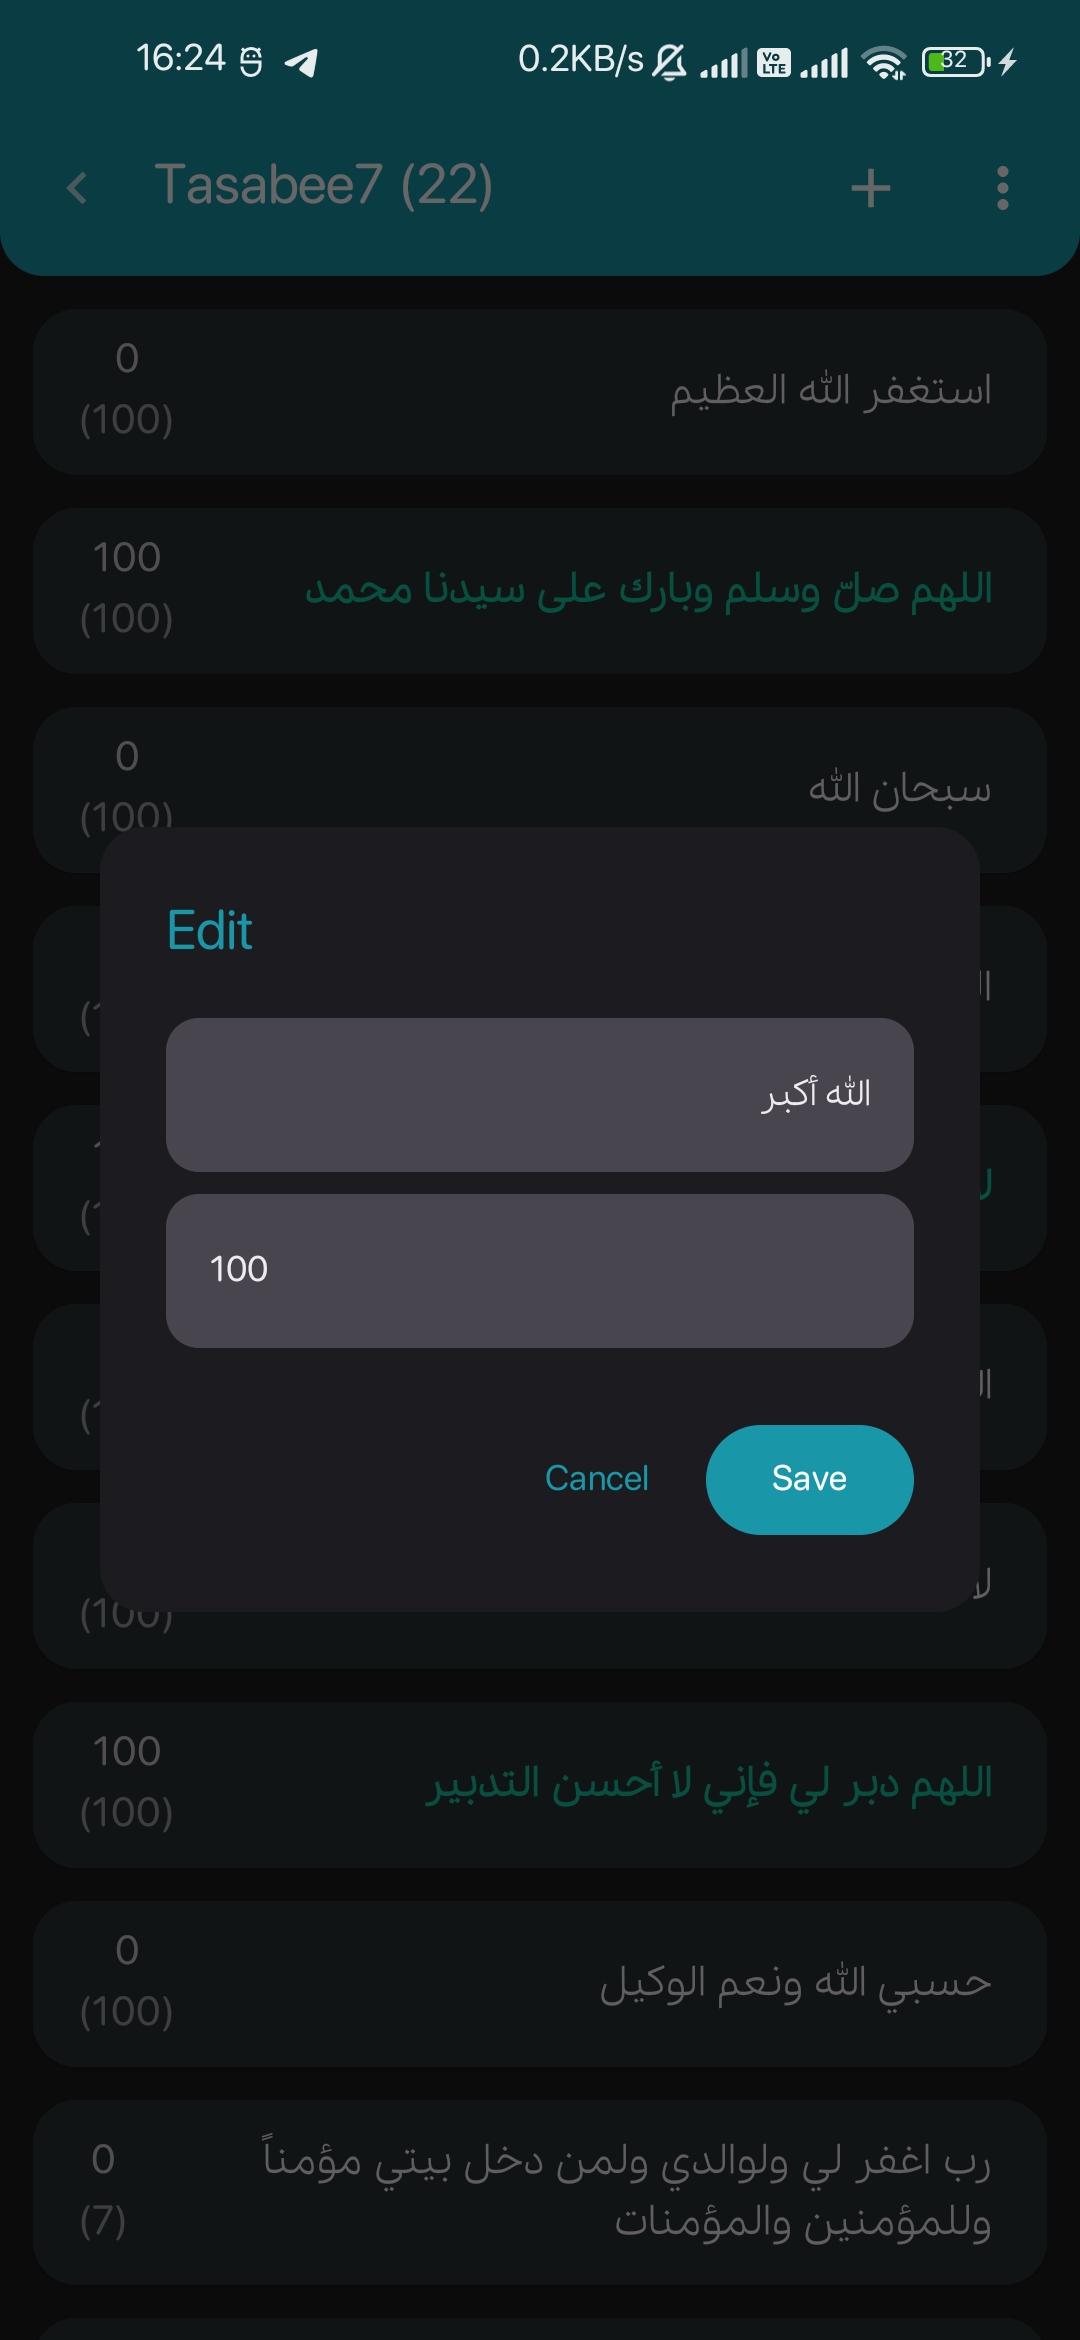 16:24 0.2KB/s Vo LTE 32
Tasabee7 (22)
0
استغفر الله العظيم
(100)
100
اللهم صلّ وسلم وبارك على سيدنا محمد
(100)
0
سبحان الله
(100)
Edit
الله أكبر
100
Cancel Save
(100)
100
اللهم دبر لي فإني لا أحسن التدبير
(100)
0
حسبي الله ونعم الوكيل
(100)
0
رب اغفر لي ولوالدي ولمن دخل بيتي مؤمناً
(7)
وللمؤمنين والمؤمنات